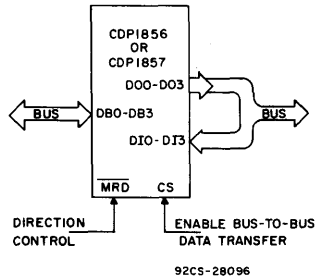 CDP1856
OR
CDP1857
DO0-DO3
BUS
DB0-DB3
BUS
DI0-DI3
MRD
CS
DIRECTION
CONTROL
ENABLE BUS-TO-BUS
DATA TRANSFER
92CS-28096